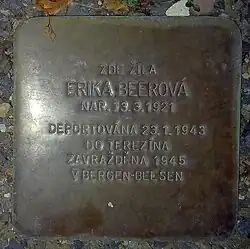 ZDE ŽILA
ERIKA BEEROVÁ
NAR. 13.3.1921
DEPORTOVÁNA 23.1.1943
DO TEREZÍNA
ZAVRAŽDĚNA 1945
V BERGEN-BELSEN